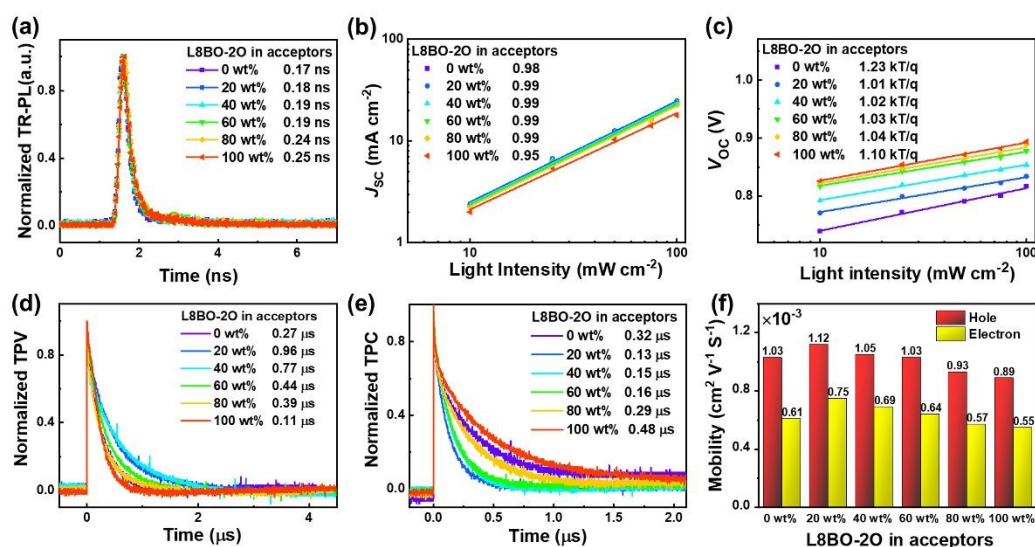 (a)
Normalized TR-PL(a.u.)
0.8
0.4
0.0
L8BO-2O in acceptors
0 wt% 0.17 ns
20 wt% 0.18 ns
40 wt% 0.19 ns
60 wt% 0.19 ns
80 wt% 0.24 ns
100 wt% 0.25 ns
0 2 4 6
Time (ns)
(b)
JSC (mA cm-2)
100
10
1
L8BO-2O in acceptors
0 wt% 0.98
20 wt% 0.99
40 wt% 0.99
60 wt% 0.99
80 wt% 0.99
100 wt% 0.95
10 100
Light Intensity (mW cm-2)
(c)
VOC (V)
1.0
0.9
0.8
L8BO-2O in acceptors
0 wt% 1.23 kT/q
20 wt% 1.01 kT/q
40 wt% 1.02 kT/q
60 wt% 1.03 kT/q
80 wt% 1.04 kT/q
100 wt% 1.10 kT/q
10 100
Light intensity (mW cm-2)
(d)
Normalized TPV
0.8
0.4
0.0
L8BO-2O in acceptors
0 wt% 0.27 μs
20 wt% 0.96 μs
40 wt% 0.77 μs
60 wt% 0.44 μs
80 wt% 0.39 μs
100 wt% 0.11 μs
0 2 4
Time (μs)
(e)
Normalized TPC
0.8
0.4
0.0
L8BO-2O in acceptors
0 wt% 0.32 μs
20 wt% 0.13 μs
40 wt% 0.15 μs
60 wt% 0.16 μs
80 wt% 0.29 μs
100 wt% 0.48 μs
0.0 0.5 1.0 1.5 2.0
Time (μs)
(f)
Mobility (cm2 V-1 S-1)
×10-3
1.2
0.9
0.6
0.3
0.0
Hole
Electron
1.03 1.12 1.05 1.03 0.93 0.89
0.61 0.75 0.69 0.64 0.57 0.55
0 wt% 20 wt% 40 wt% 60 wt% 80 wt% 100 wt%
L8BO-2O in acceptors